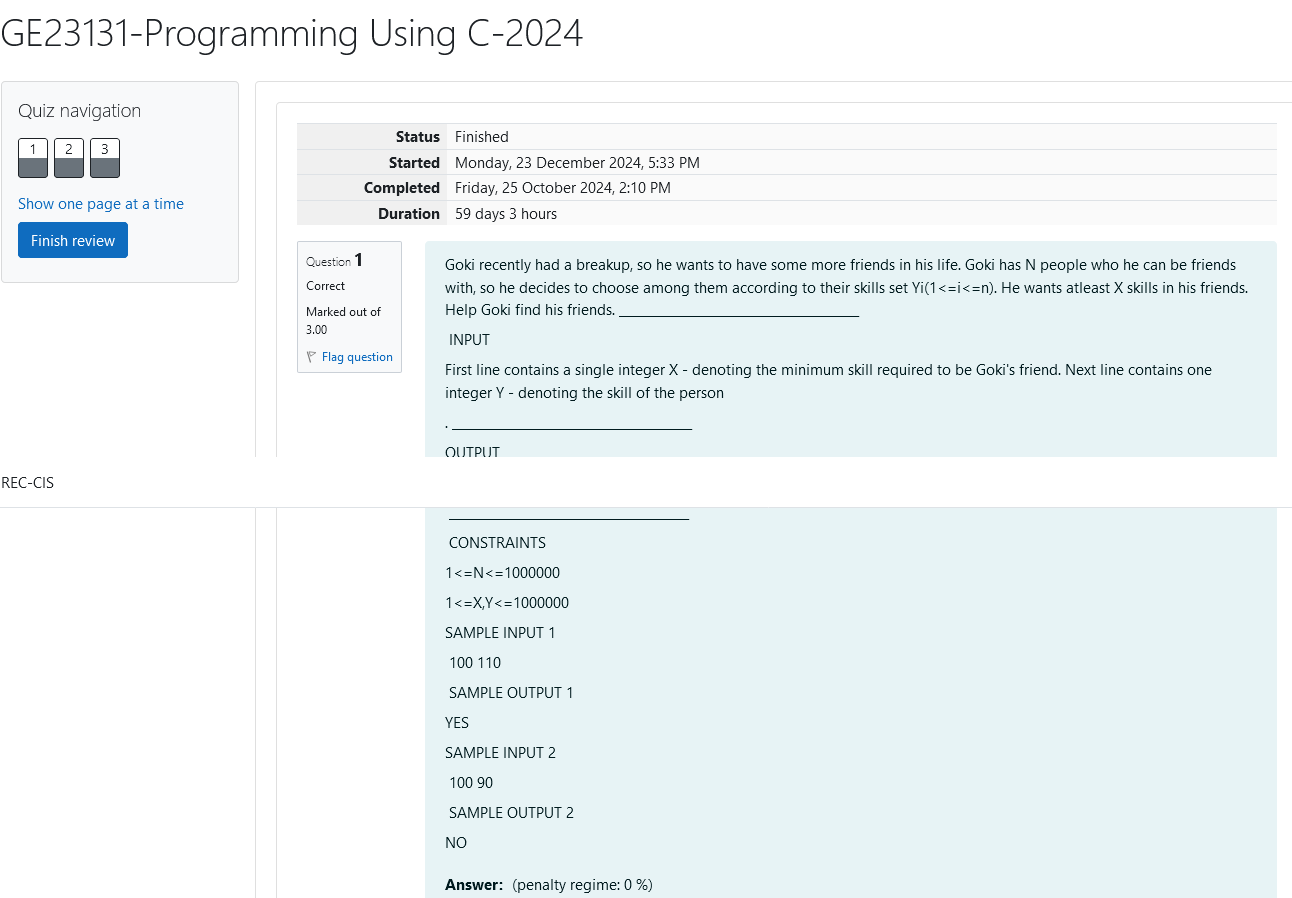 GE23131-Programming Using C-2024
Quiz navigation
1 2 3
Show one page at a time
Finish review
Status Finished
Started Monday, 23 December 2024, 5:33 PM
Completed Friday, 25 October 2024, 2:10 PM
Duration 59 days 3 hours
Question 1
Correct
Marked out of
3.00
Flag question
Goki recently had a breakup, so he wants to have some more friends in his life. Goki has N people who he can be friends
with, so he decides to choose among them according to their skills set Yi(1<=i<=n). He wants atleast X skills in his friends.
Help Goki find his friends. ________________________________
INPUT
First line contains a single integer X - denoting the minimum skill required to be Goki's friend. Next line contains one
integer Y - denoting the skill of the person
. ________________________________
OUTPUT
REC-CIS
________________________________
CONSTRAINTS
1<=N<=1000000
1<=X,Y<=1000000
SAMPLE INPUT 1
100 110
SAMPLE OUTPUT 1
YES
SAMPLE INPUT 2
100 90
SAMPLE OUTPUT 2
NO
Answer: (penalty regime: 0 %)